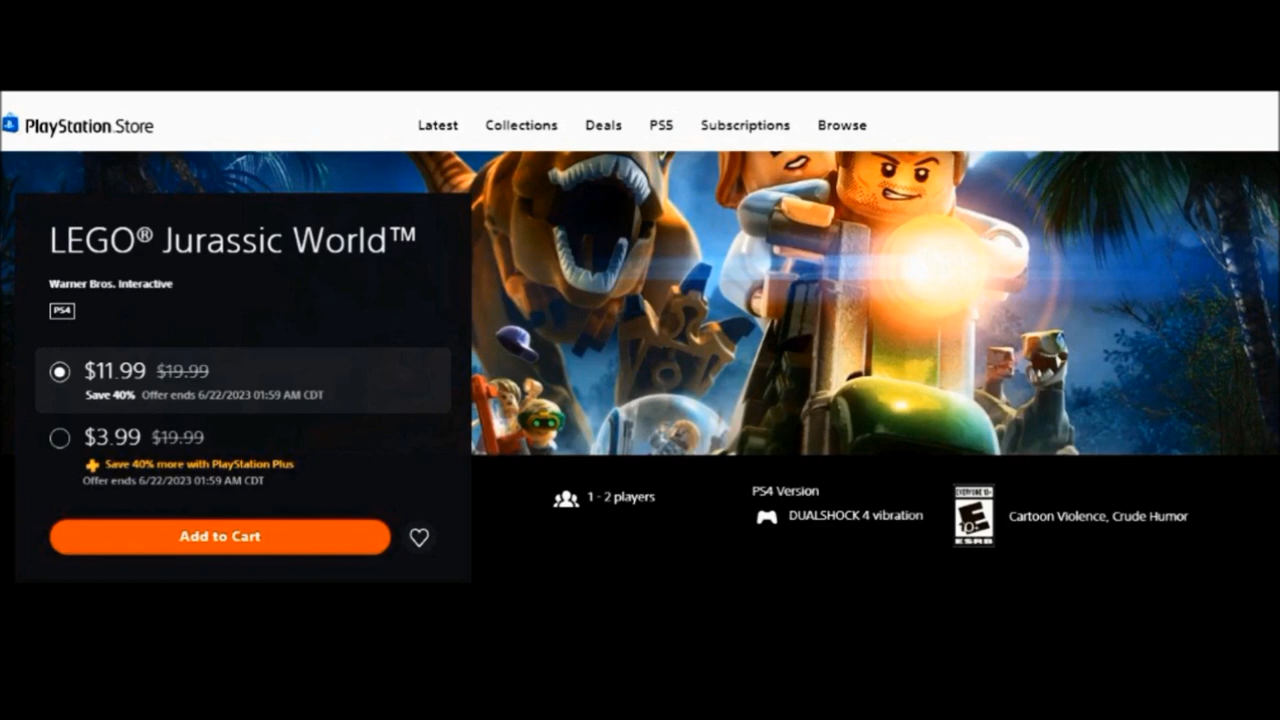 PlayStation Store
Latest Collections Deals PS5 Subscriptions Browse
LEGO® Jurassic World™
Warner Bros. Interactive
PS4
$11.99 $19.99
Save 40% Offer ends 6/22/2023 01:59 AM CDT
$3.99 $19.99
Save 40% more with PlayStation Plus
Offer ends 6/22/2023 01:59 AM CDT
Add to Cart
1 - 2 players
PS4 Version
DUALSHOCK 4 vibration
EVERYONE 10+
E
10+
ESRB
Cartoon Violence, Crude Humor